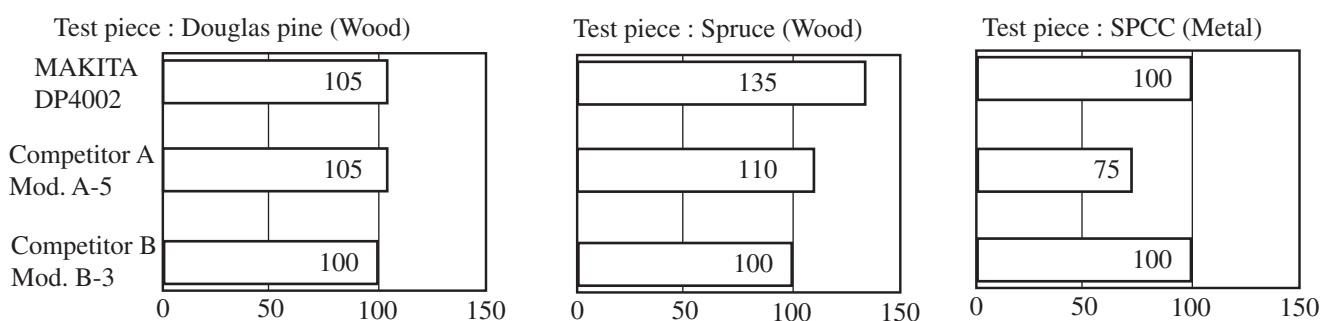 Test piece : Douglas pine (Wood)
MAKITA
DP4002
105
Competitor A
Mod. A-5
105
Competitor B
Mod. B-3
100
0 50 100 150
Test piece : Spruce (Wood)
135
110
100
0 50 100 150
Test piece : SPCC (Metal)
100
75
100
0 50 100 150